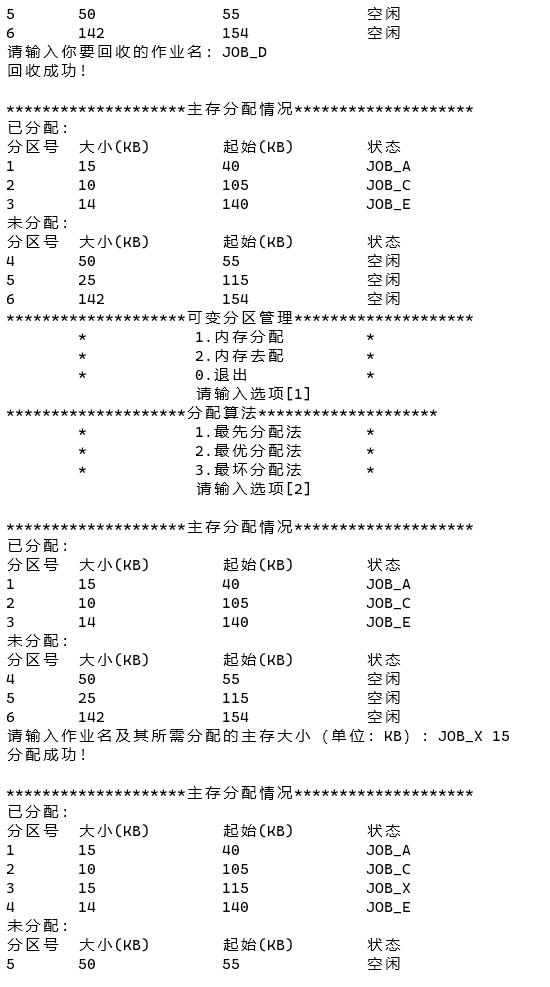 5 50 55 空闲
6 142 154 空闲
请输入你要回收的作业名: JOB_D
回收成功!
********************主存分配情况********************
已分配:
分区号 大小(KB) 起始(KB) 状态
1 15 40 JOB_A
2 10 105 JOB_C
3 14 140 JOB_E
未分配:
分区号 大小(KB) 起始(KB) 状态
4 50 55 空闲
5 25 115 空闲
6 142 154 空闲
********************可变分区管理********************
* 1.内存分配 *
* 2.内存去配 *
* 0.退出 *
请输入选项[1]
********************分配算法********************
* 1.最先分配法 *
* 2.最优分配法 *
* 3.最坏分配法 *
请输入选项[2]
********************主存分配情况********************
已分配:
分区号 大小(KB) 起始(KB) 状态
1 15 40 JOB_A
2 10 105 JOB_C
3 14 140 JOB_E
未分配:
分区号 大小(KB) 起始(KB) 状态
4 50 55 空闲
5 25 115 空闲
6 142 154 空闲
请输入作业名及其所需分配的主存大小（单位: KB）: JOB_X 15
分配成功!
********************主存分配情况********************
已分配:
分区号 大小(KB) 起始(KB) 状态
1 15 40 JOB_A
2 10 105 JOB_C
3 15 115 JOB_X
4 14 140 JOB_E
未分配:
分区号 大小(KB) 起始(KB) 状态
5 50 55 空闲